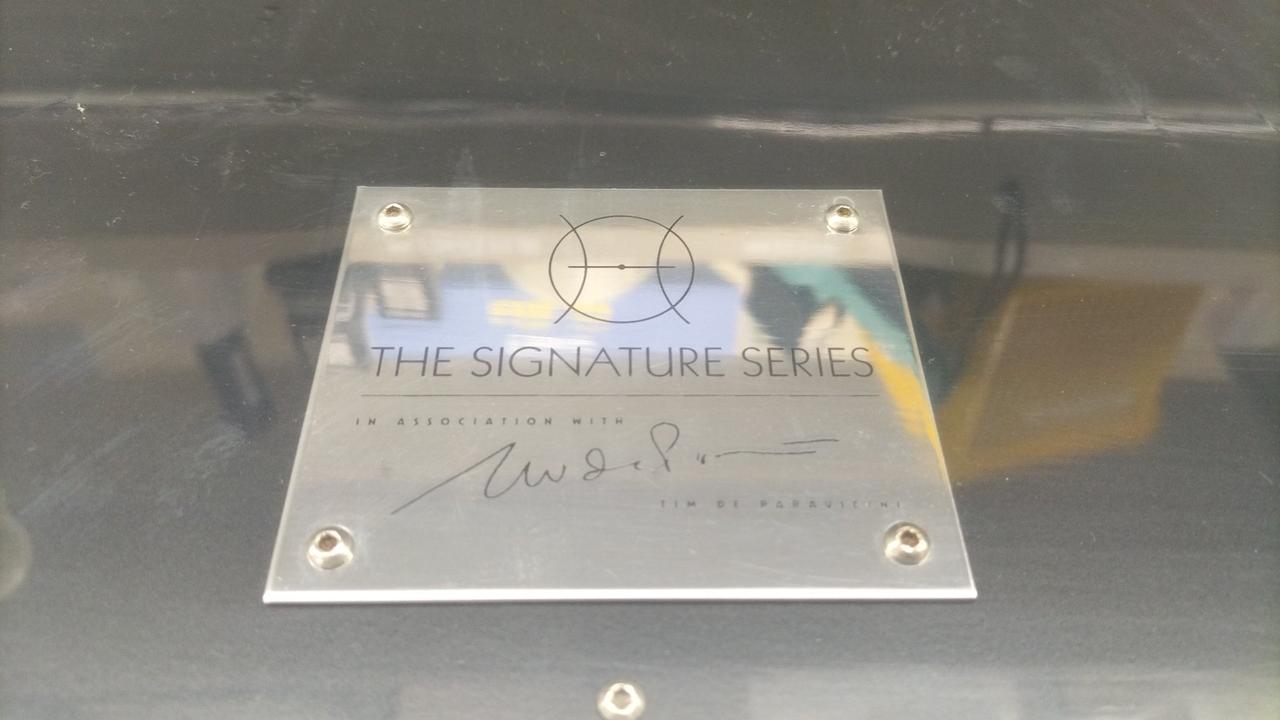 THE SIGNATURE SERIES
IN ASSOCIATION WITH
TIM DE PARAVICINI